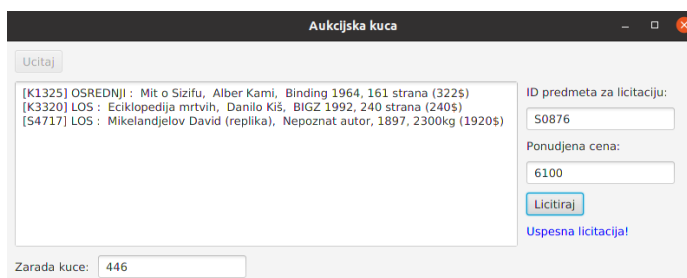 Aukcijska kuca
Ucitaj
[K1325] OSREDNJI :  Mit o Sizifu,  Alber Kami,  Binding 1964, 161 strana (322$)
[K3320] LOS :  Eciklopedija mrtvih,  Danilo Kiš,  BIGZ 1992, 240 strana (240$)
[S4717] LOS :  Mikelandjelov David (replika),  Nepoznat autor, 1897, 2300kg (1920$)
ID predmeta za licitaciju:
S0876
Ponudjena cena:
6100
Licitiraj
Uspesna licitacija!
Zarada kuce:
446